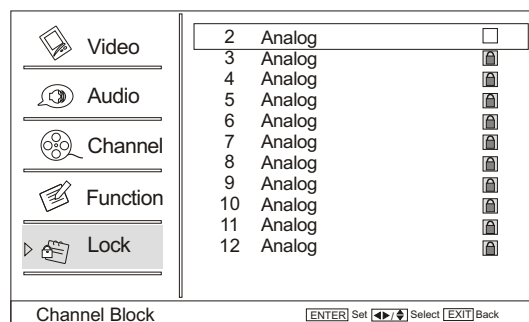 Video
Audio
Channel
Function
Lock
2 Analog
3 Analog
4 Analog
5 Analog
6 Analog
7 Analog
8 Analog
9 Analog
10 Analog
11 Analog
12 Analog
Channel Block
ENTER Set / Select EXIT Back